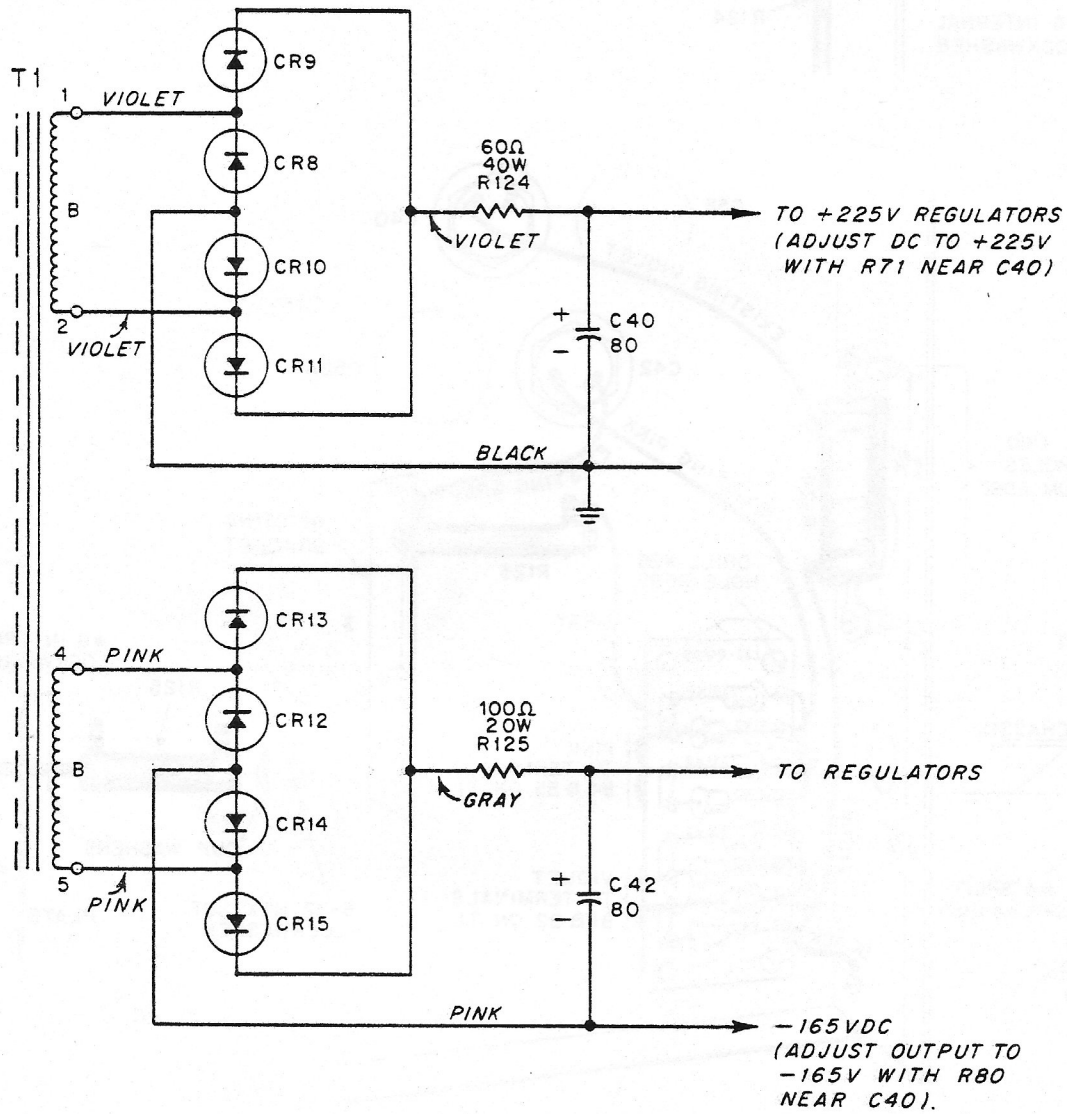 T1
1
VIOLET
B
2
VIOLET
CR9
CR8
CR10
CR11
60Ω
40W
R124
VIOLET
TO +225V REGULATORS
(ADJUST DC TO +225V
WITH R71 NEAR C40)
+
−
C40
80
BLACK
4
PINK
B
5
PINK
CR13
CR12
CR14
CR15
100Ω
20W
R125
GRAY
TO REGULATORS
+
−
C42
80
PINK
−165VDC
(ADJUST OUTPUT TO
−165V WITH R80
NEAR C40).